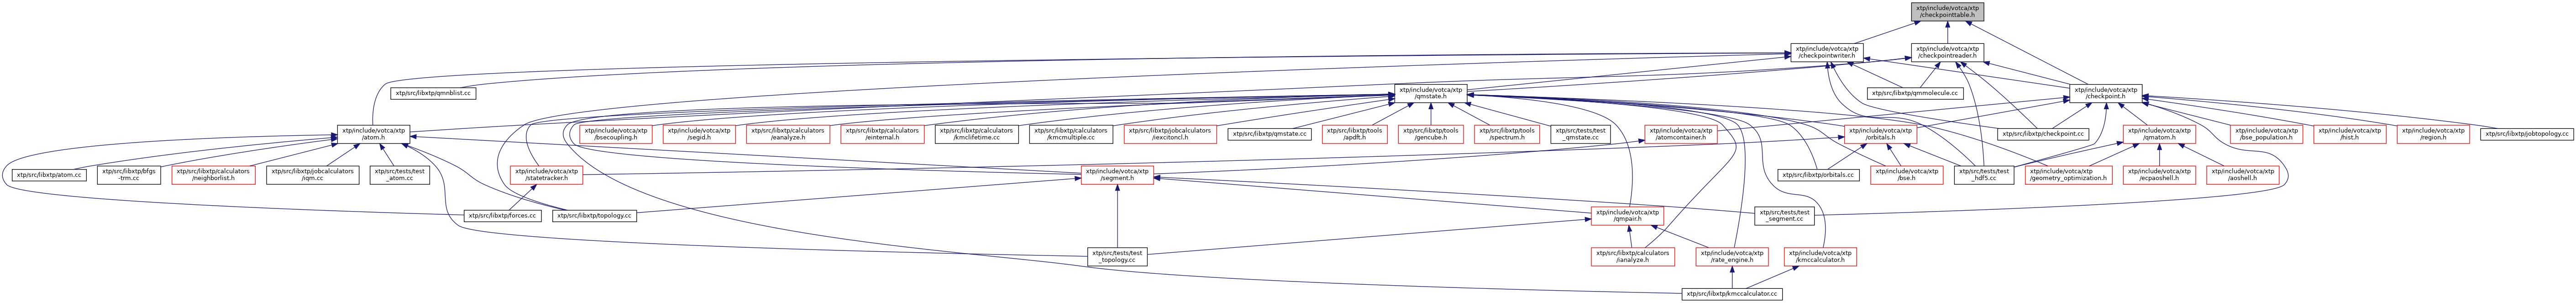 xtp/include/votca/xtp
/checkpointtable.h
xtp/include/votca/xtp
/checkpointwriter.h
xtp/include/votca/xtp
/checkpointreader.h
xtp/src/libxtp/qmnblist.cc
xtp/include/votca/xtp
/qmstate.h
xtp/src/libxtp/qmmolecule.cc
xtp/include/votca/xtp
/checkpoint.h
xtp/include/votca/xtp
/atom.h
xtp/include/votca/xtp
/bsecoupling.h
xtp/include/votca/xtp
/segid.h
xtp/src/libxtp/calculators
/eanalyze.h
xtp/src/libxtp/calculators
/einternal.h
xtp/src/libxtp/calculators
/kmclifetime.cc
xtp/src/libxtp/calculators
/kmcmultiple.cc
xtp/src/libxtp/jobcalculators
/iexcitoncl.h
xtp/src/libxtp/qmstate.cc
xtp/src/libxtp/tools
/apdft.h
xtp/src/libxtp/tools
/gencube.h
xtp/src/libxtp/tools
/spectrum.h
xtp/src/tests/test
_qmstate.cc
xtp/include/votca/xtp
/atomcontainer.h
xtp/include/votca/xtp
/orbitals.h
xtp/src/libxtp/checkpoint.cc
xtp/include/votca/xtp
/qmatom.h
xtp/include/votca/xtp
/bse_population.h
xtp/include/votca/xtp
/hist.h
xtp/include/votca/xtp
/region.h
xtp/src/libxtp/jobtopology.cc
xtp/src/libxtp/atom.cc
xtp/src/libxtp/bfgs
-trm.cc
xtp/src/libxtp/calculators
/neighborlist.h
xtp/src/libxtp/jobcalculators
/iqm.cc
xtp/src/tests/test
_atom.cc
xtp/include/votca/xtp
/statetracker.h
xtp/include/votca/xtp
/segment.h
xtp/src/libxtp/orbitals.cc
xtp/include/votca/xtp
/bse.h
xtp/src/tests/test
_hdf5.cc
xtp/include/votca/xtp
/geometry_optimization.h
xtp/include/votca/xtp
/ecpaoshell.h
xtp/include/votca/xtp
/aoshell.h
xtp/src/libxtp/forces.cc
xtp/src/libxtp/topology.cc
xtp/include/votca/xtp
/qmpair.h
xtp/src/tests/test
_segment.cc
xtp/src/tests/test
_topology.cc
xtp/src/libxtp/calculators
/ianalyze.h
xtp/include/votca/xtp
/rate_engine.h
xtp/include/votca/xtp
/kmccalculator.h
xtp/src/libxtp/kmccalculator.cc